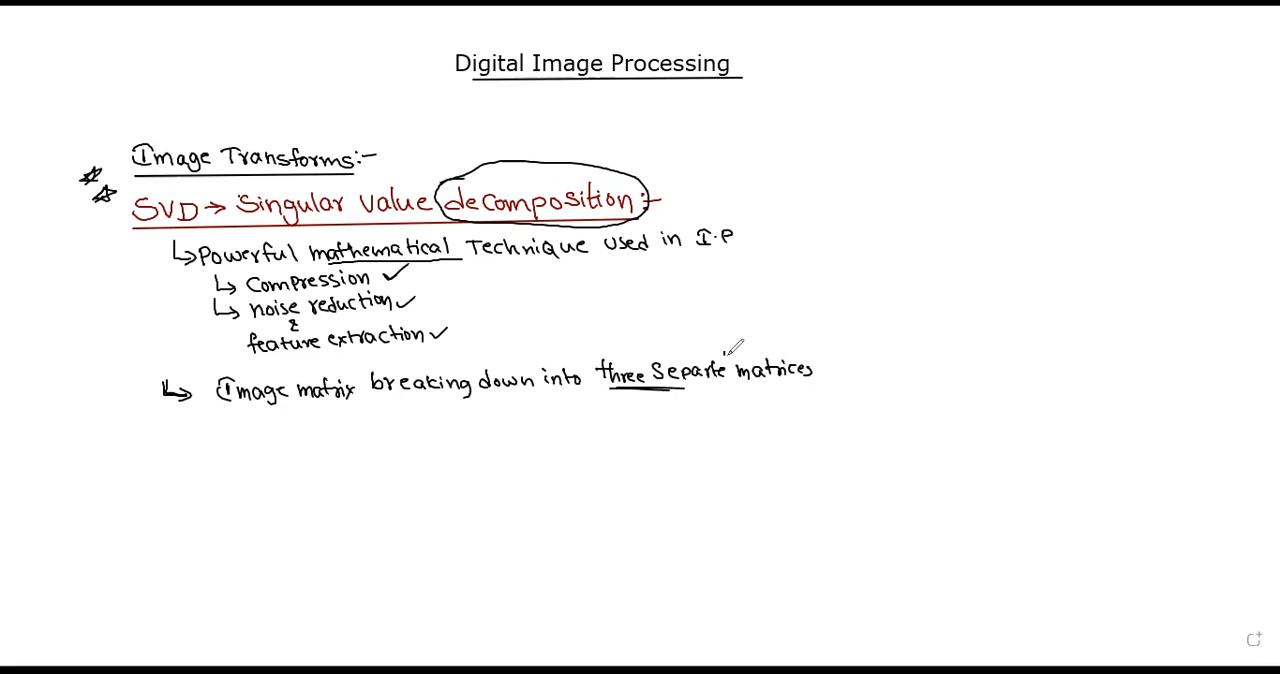 Digital Image Processing
Image Transforms:-
SVD → Singular Value decomposition:-
↳ Powerful mathematical Technique used in I.P
↳ Compression ✓
↳ noise reduction ✓
&
feature extraction ✓
↳ Image matrix breaking down into three Separte matrices